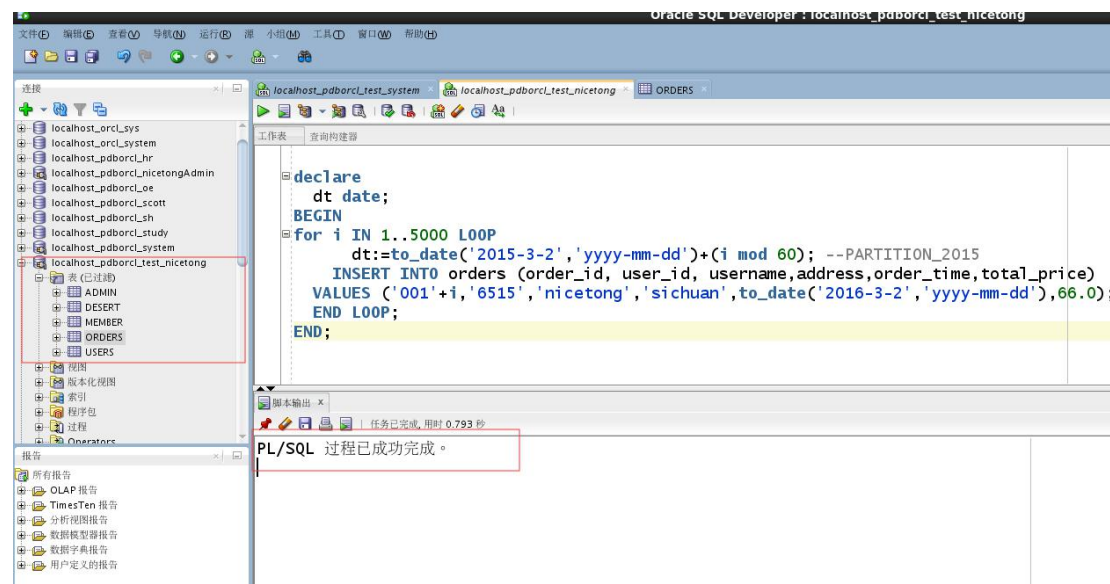 Oracle SQL Developer : localhost_pdborcl_test_nicetong
文件(F) 编辑(E) 查看(V) 导航(N) 运行(R) 源 小组(M) 工具(T) 窗口(W) 帮助(H)
连接
localhost_orcl_sys
localhost_orcl_system
localhost_pdborcl_hr
localhost_pdborcl_nicetongAdmin
localhost_pdborcl_oe
localhost_pdborcl_scott
localhost_pdborcl_sh
localhost_pdborcl_study
localhost_pdborcl_system
localhost_pdborcl_test_nicetong
表 (已过滤)
ADMIN
DESERT
MEMBER
ORDERS
USERS
视图
版本化视图
索引
程序包
过程
Operators
报告
所有报告
OLAP 报告
TimesTen 报告
分析视图报告
数据模型器报告
数据字典报告
用户定义的报告
localhost_pdborcl_test_system
localhost_pdborcl_test_nicetong
ORDERS
工作表 查询构建器
declare
dt date;
BEGIN
for i IN 1..5000 LOOP
dt:=to_date('2015-3-2','yyyy-mm-dd')+(i mod 60); --PARTITION_2015
INSERT INTO orders (order_id, user_id, username,address,order_time,total_price)
VALUES ('001'+i,'6515','nicetong','sichuan',to_date('2016-3-2','yyyy-mm-dd'),66.0);
END LOOP;
END;
脚本输出 x
任务已完成, 用时 0.793 秒
PL/SQL 过程已成功完成。